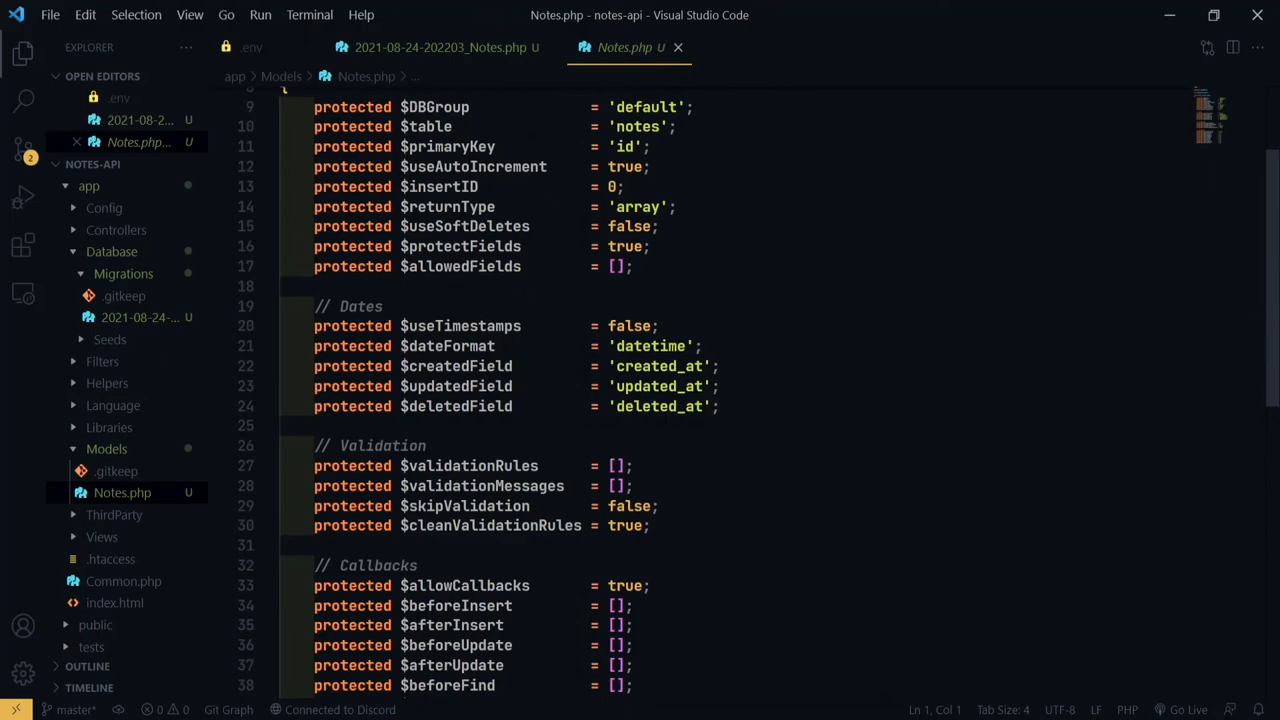 File Edit Selection View Go Run Terminal Help Notes.php - notes-api - Visual Studio Code
EXPLORER
.env 2021-08-24-202203_Notes.php U Notes.php U
OPEN EDITORS
app > Models > Notes.php > ...
.env
2021-08-2... U
Notes.php... U
2
NOTES-API
app
Config
Controllers
Database
Migrations
.gitkeep
2021-08-24-... U
Seeds
Filters
Helpers
Language
Libraries
Models
.gitkeep
Notes.php U
ThirdParty
Views
.htaccess
Common.php
index.html
public
tests
OUTLINE
TIMELINE
8 {
9 protected $DBGroup = 'default';
10 protected $table = 'notes';
11 protected $primaryKey = 'id';
12 protected $useAutoIncrement = true;
13 protected $insertID = 0;
14 protected $returnType = 'array';
15 protected $useSoftDeletes = false;
16 protected $protectFields = true;
17 protected $allowedFields = [];
18
19 // Dates
20 protected $useTimestamps = false;
21 protected $dateFormat = 'datetime';
22 protected $createdField = 'created_at';
23 protected $updatedField = 'updated_at';
24 protected $deletedField = 'deleted_at';
25
26 // Validation
27 protected $validationRules = [];
28 protected $validationMessages = [];
29 protected $skipValidation = false;
30 protected $cleanValidationRules = true;
31
32 // Callbacks
33 protected $allowCallbacks = true;
34 protected $beforeInsert = [];
35 protected $afterInsert = [];
36 protected $beforeUpdate = [];
37 protected $afterUpdate = [];
38 protected $beforeFind = [];
master* 0 0 Git Graph Connected to Discord Ln 1, Col 1 Tab Size: 4 UTF-8 LF PHP Go Live